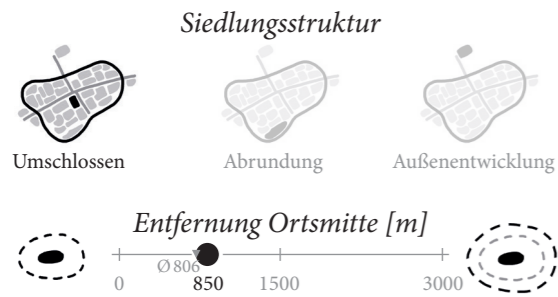 Siedlungsstruktur
Umschlossen Abrundung Außenentwicklung
Entfernung Ortsmitte [m]
Ø 806
0 850 1500 3000